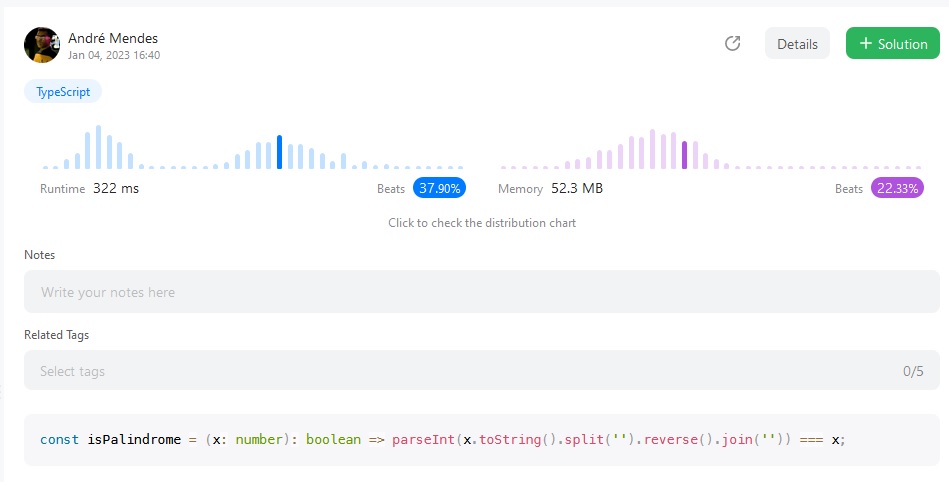 André Mendes
Jan 04, 2023 16:40
Details
+ Solution
TypeScript
Runtime 322 ms
Beats 37.90%
Memory 52.3 MB
Beats 22.33%
Click to check the distribution chart
Notes
Write your notes here
Related Tags
Select tags
0/5
const isPalindrome = (x: number): boolean => parseInt(x.toString().split('').reverse().join('')) === x;